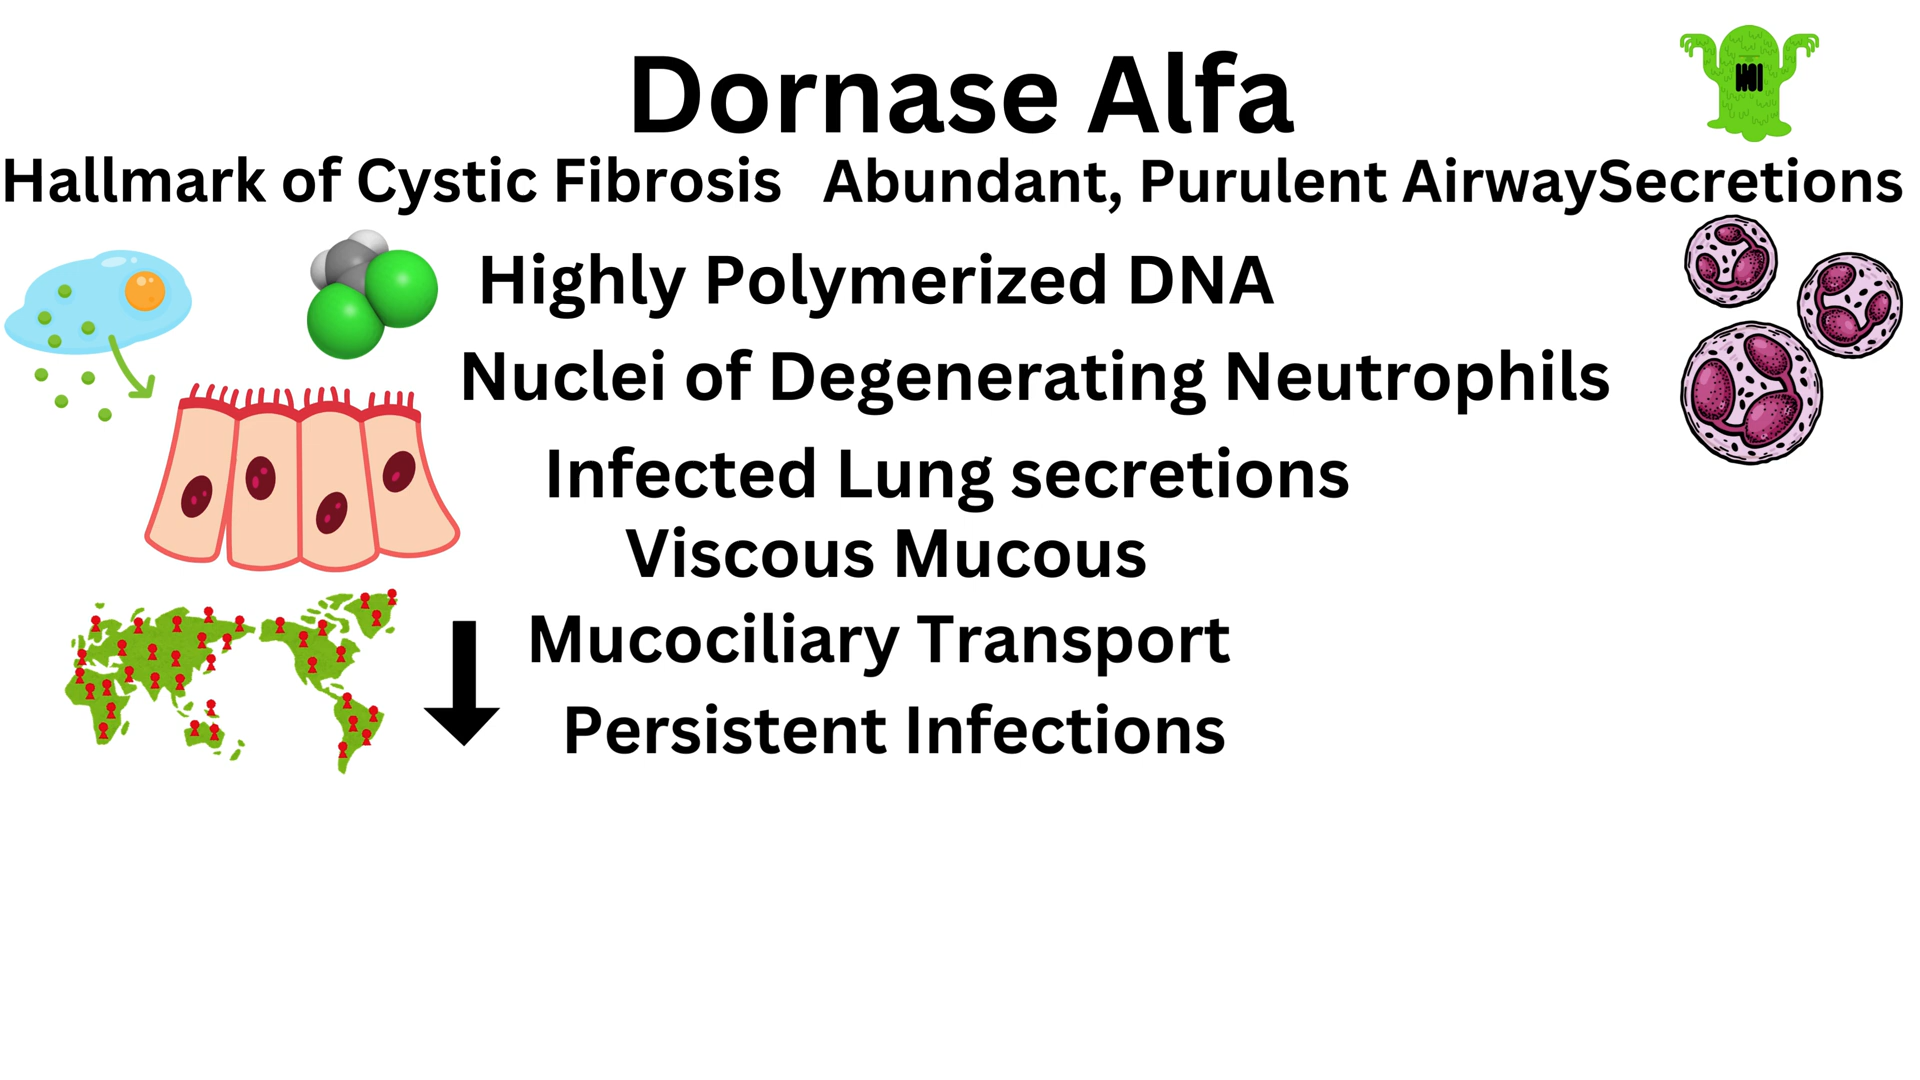 Dornase Alfa
Hallmark of Cystic Fibrosis Abundant, Purulent AirwaySecretions
Highly Polymerized DNA
Nuclei of Degenerating Neutrophils
Infected Lung secretions
Viscous Mucous
Mucociliary Transport
Persistent Infections